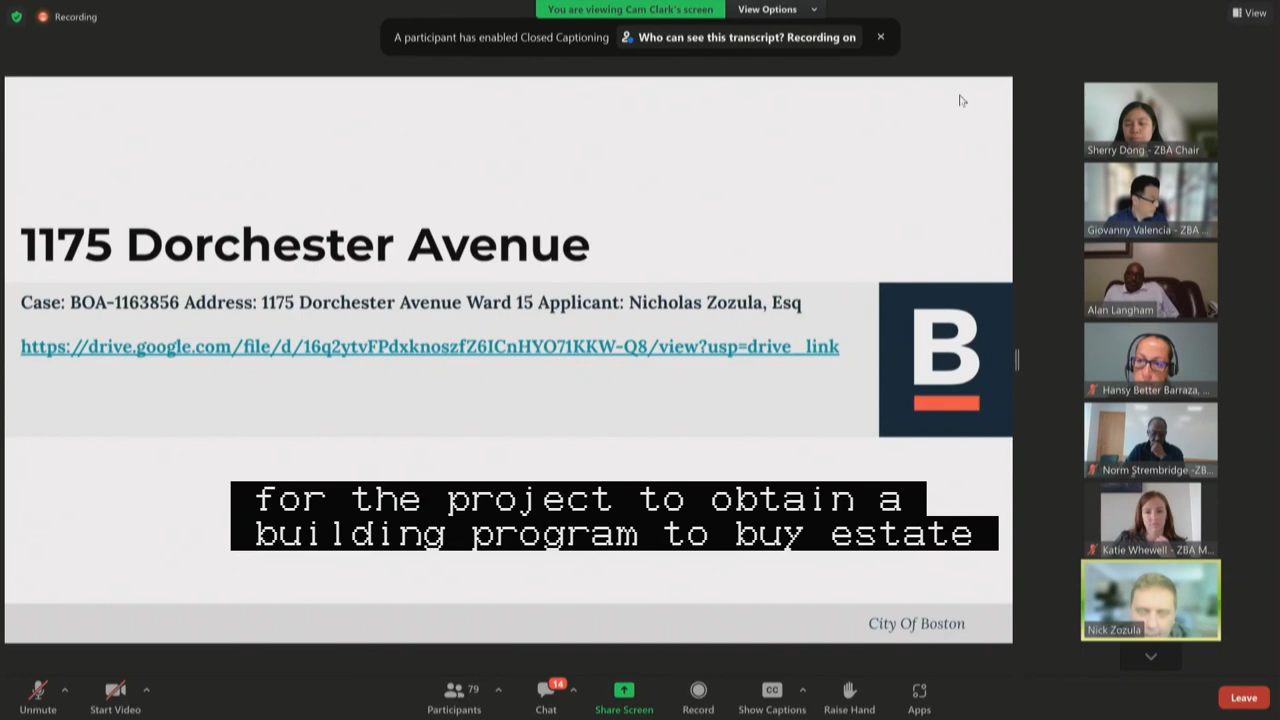 You are viewing Cam Clark's screen
View Options
Recording
View
A participant has enabled Closed Captioning
Who can see this transcript? Recording on
1175 Dorchester Avenue
Case: BOA-1163856 Address: 1175 Dorchester Avenue Ward 15 Applicant: Nicholas Zozula, Esq
https://drive.google.com/file/d/16q2ytvFPdxknoszfZ6ICnHYO71KKW-Q8/view?usp=drive_link
B
for the project to obtain a
building program to buy estate
City Of Boston
Sherry Dong - ZBA Chair
Giovanny Valencia - ZBA ...
Alan Langham
Hansy Better Barraza, ...
Norm Strembridge -ZB...
Katie Whewell - ZBA M...
Nick Zozula
Unmute
Start Video
79
Participants
14
Chat
Share Screen
Record
CC
Show Captions
Raise Hand
Apps
Leave